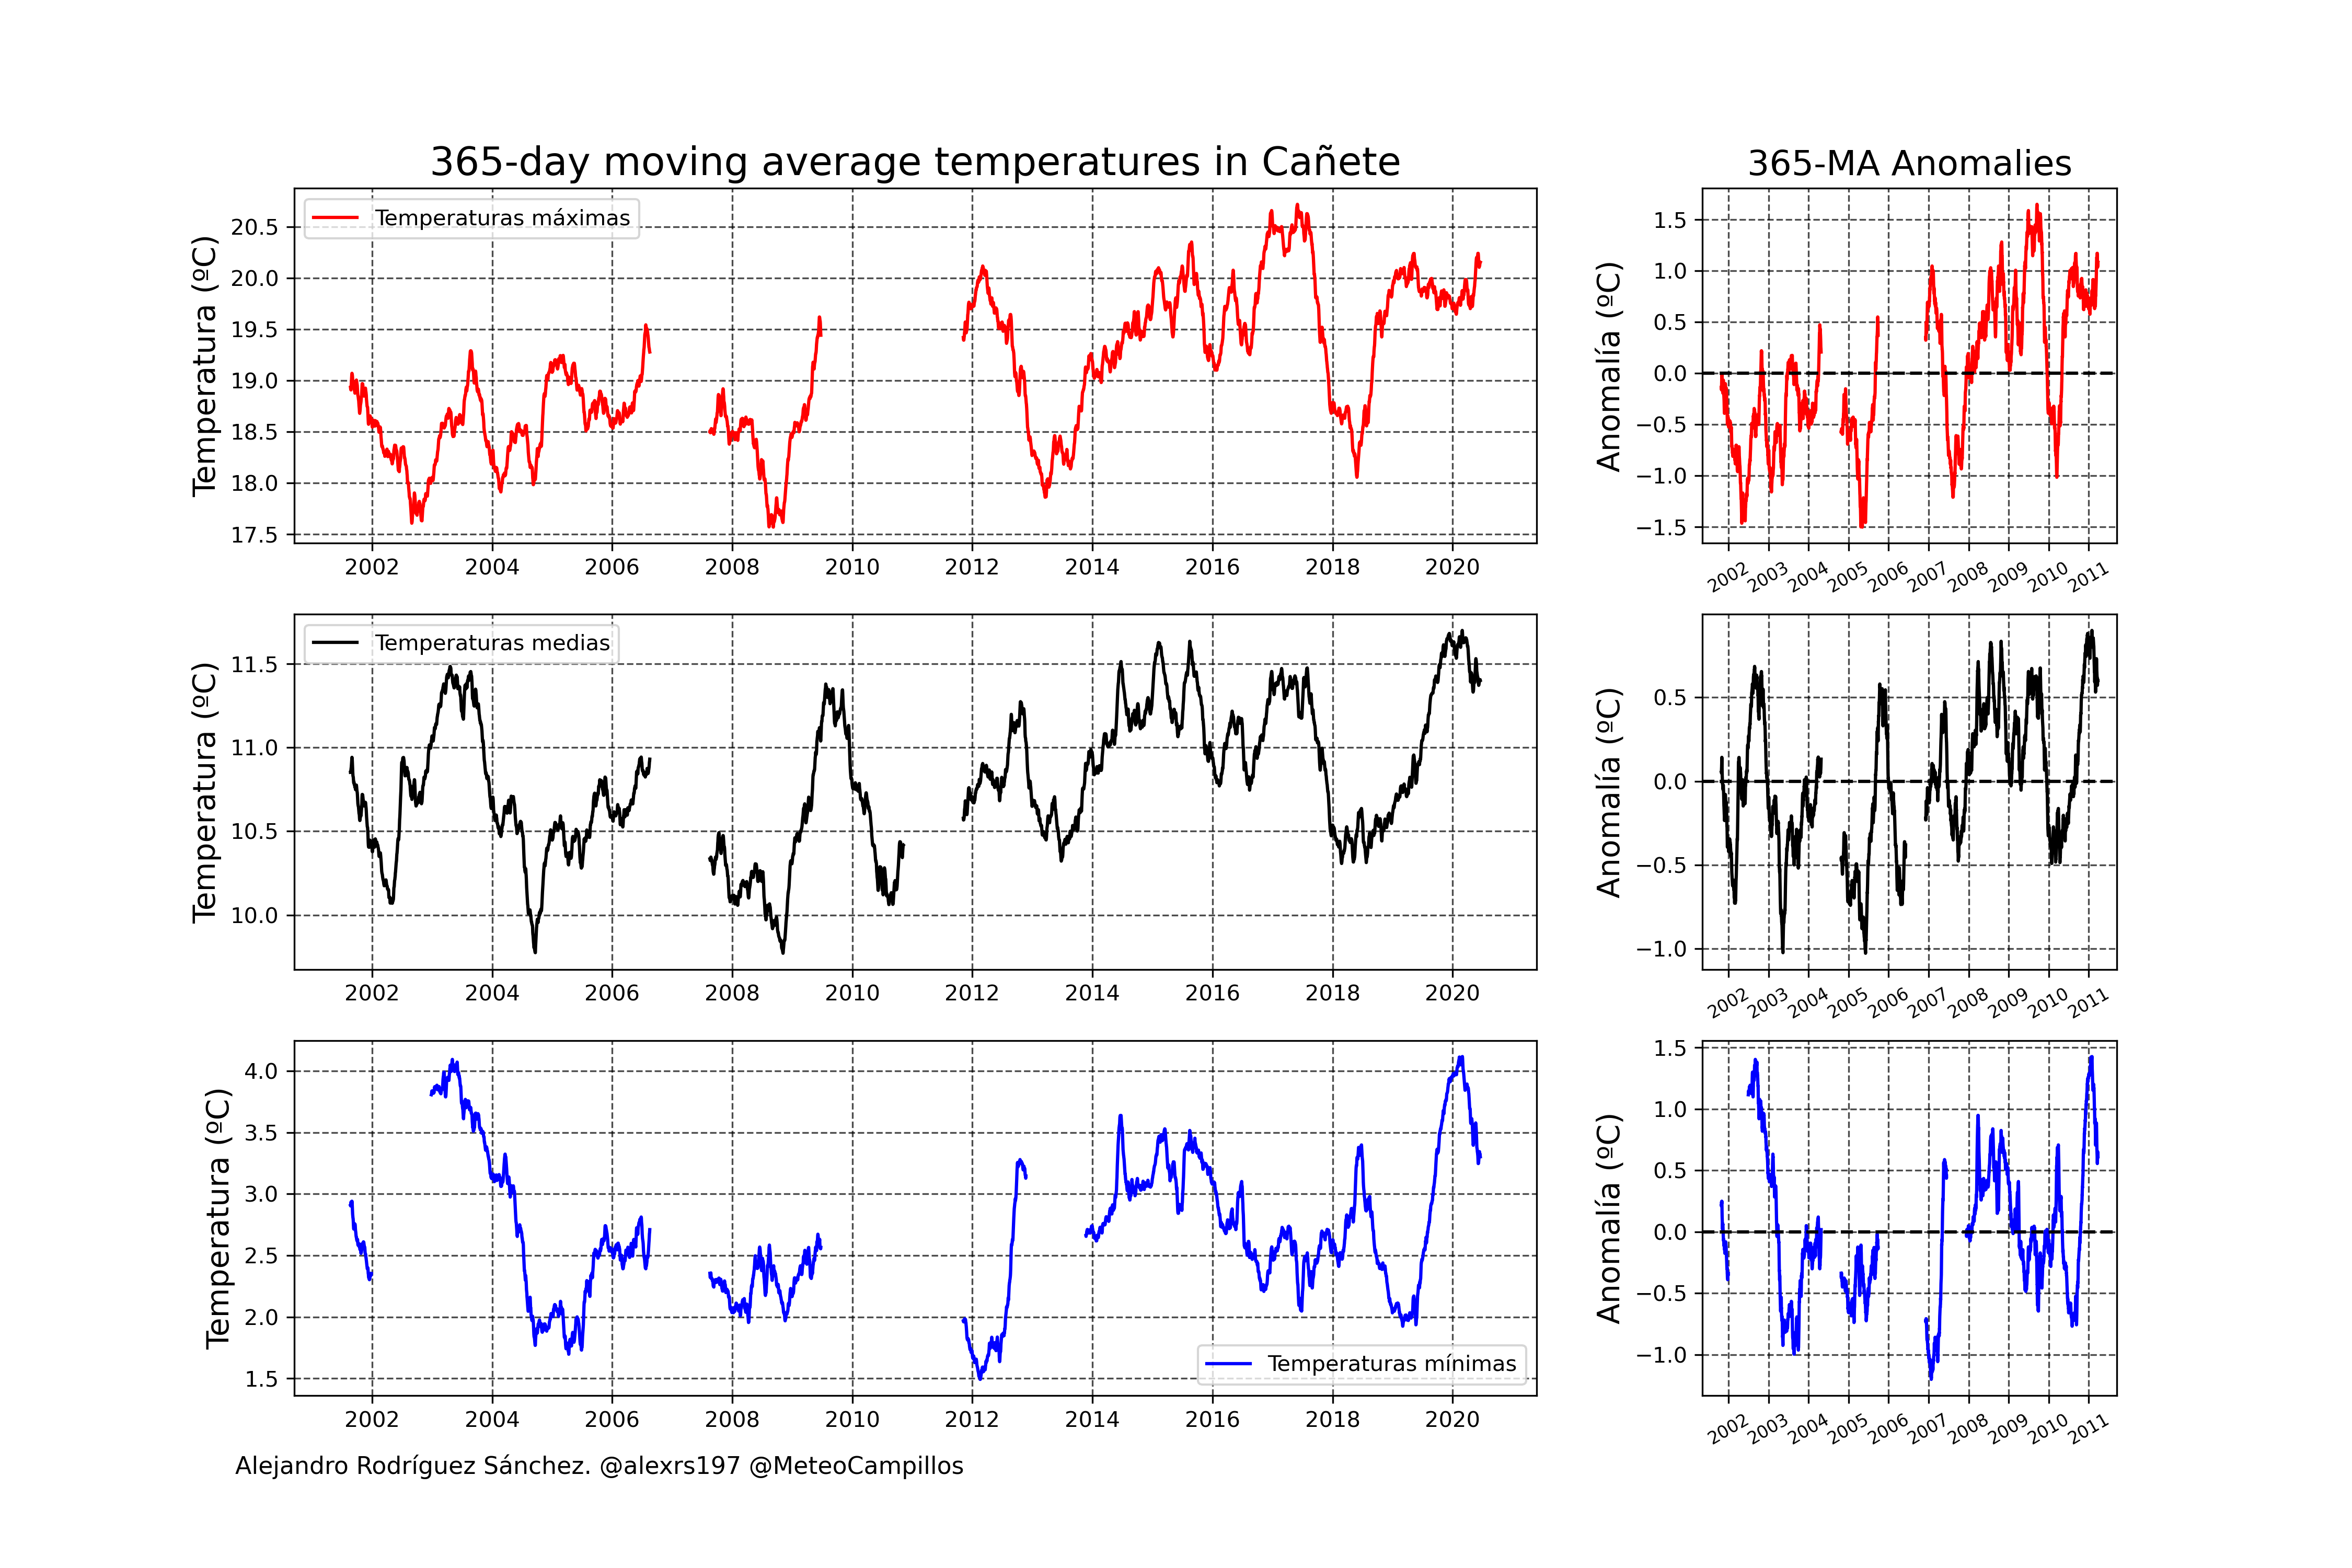 365-day moving average temperatures in Cañete
365-MA Anomalies
Temperatura (ºC)
20.5
20.0
19.5
19.0
18.5
18.0
17.5
Temperaturas máximas
2002 2004 2006 2008 2010 2012 2014 2016 2018 2020
Anomalía (ºC)
1.5
1.0
0.5
0.0
−0.5
−1.0
−1.5
2002 2003 2004 2005 2006 2007 2008 2009 2010 2011
Temperatura (ºC)
11.5
11.0
10.5
10.0
Temperaturas medias
2002 2004 2006 2008 2010 2012 2014 2016 2018 2020
Anomalía (ºC)
0.5
0.0
−0.5
−1.0
2002 2003 2004 2005 2006 2007 2008 2009 2010 2011
Temperatura (ºC)
4.0
3.5
3.0
2.5
2.0
1.5
Temperaturas mínimas
2002 2004 2006 2008 2010 2012 2014 2016 2018 2020
Anomalía (ºC)
1.5
1.0
0.5
0.0
−0.5
−1.0
2002 2003 2004 2005 2006 2007 2008 2009 2010 2011
Alejandro Rodríguez Sánchez. @alexrs197 @MeteoCampillos